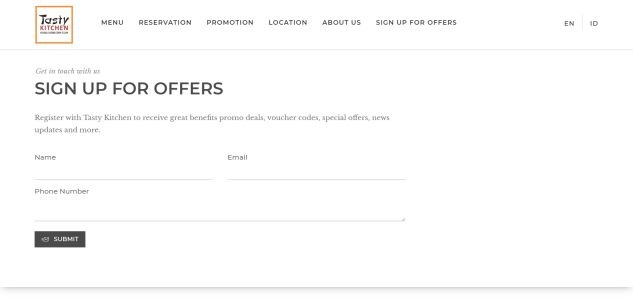 Tasty
KITCHEN
MENU RESERVATION PROMOTION LOCATION ABOUT US SIGN UP FOR OFFERS
EN ID
Get in touch with us
SIGN UP FOR OFFERS
Register with Tasty Kitchen to receive great benefits promo deals, voucher codes, special offers, news
updates and more.
Name Email
Phone Number
SUBMIT